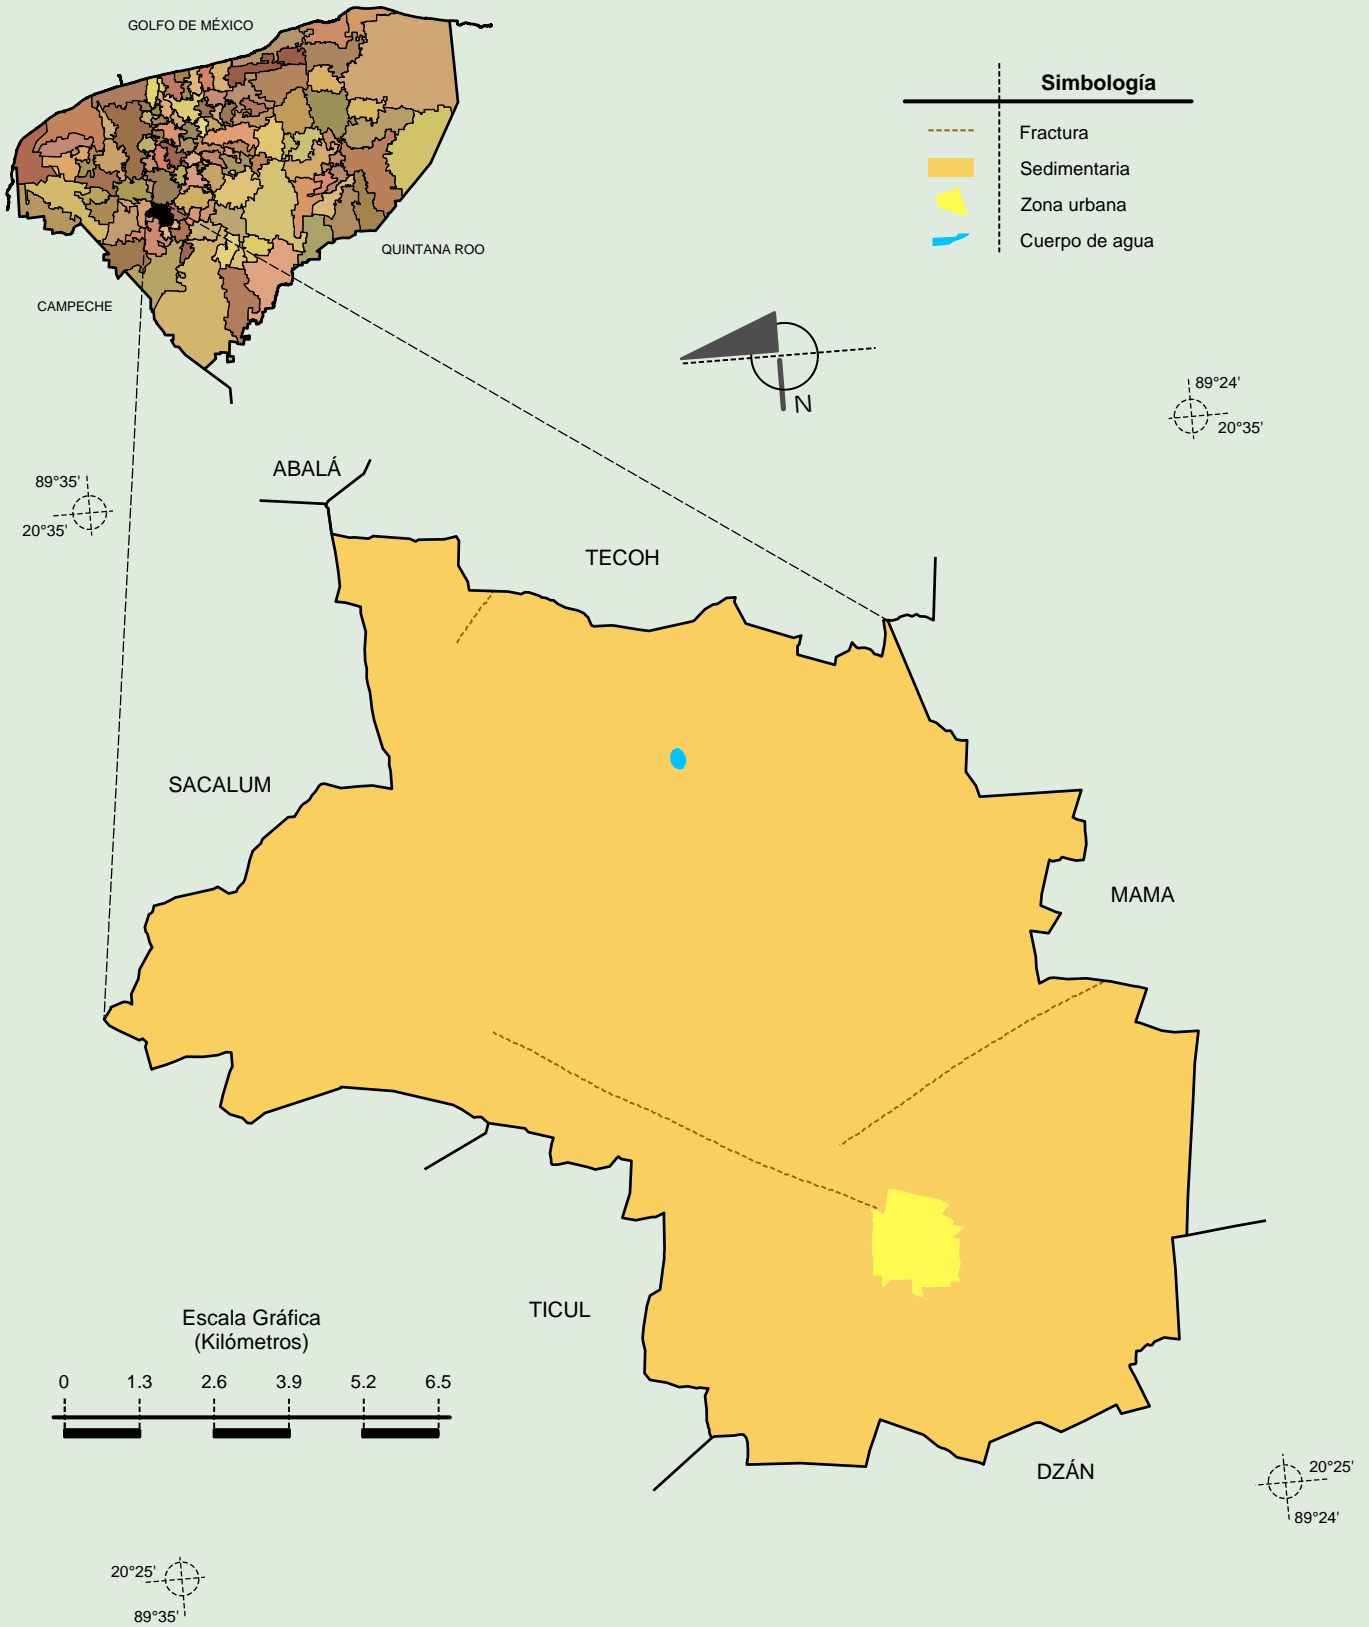 GOLFO DE MÉXICO
QUINTANA ROO
CAMPECHE
Simbología
Fractura
Sedimentaria
Zona urbana
Cuerpo de agua
N
89°24'
20°35'
89°35'
20°35'
ABALÁ
TECOH
SACALUM
MAMA
TICUL
DZÁN
Escala Gráfica
(Kilómetros)
0 1.3 2.6 3.9 5.2 6.5
20°25'
89°24'
20°25'
89°35'